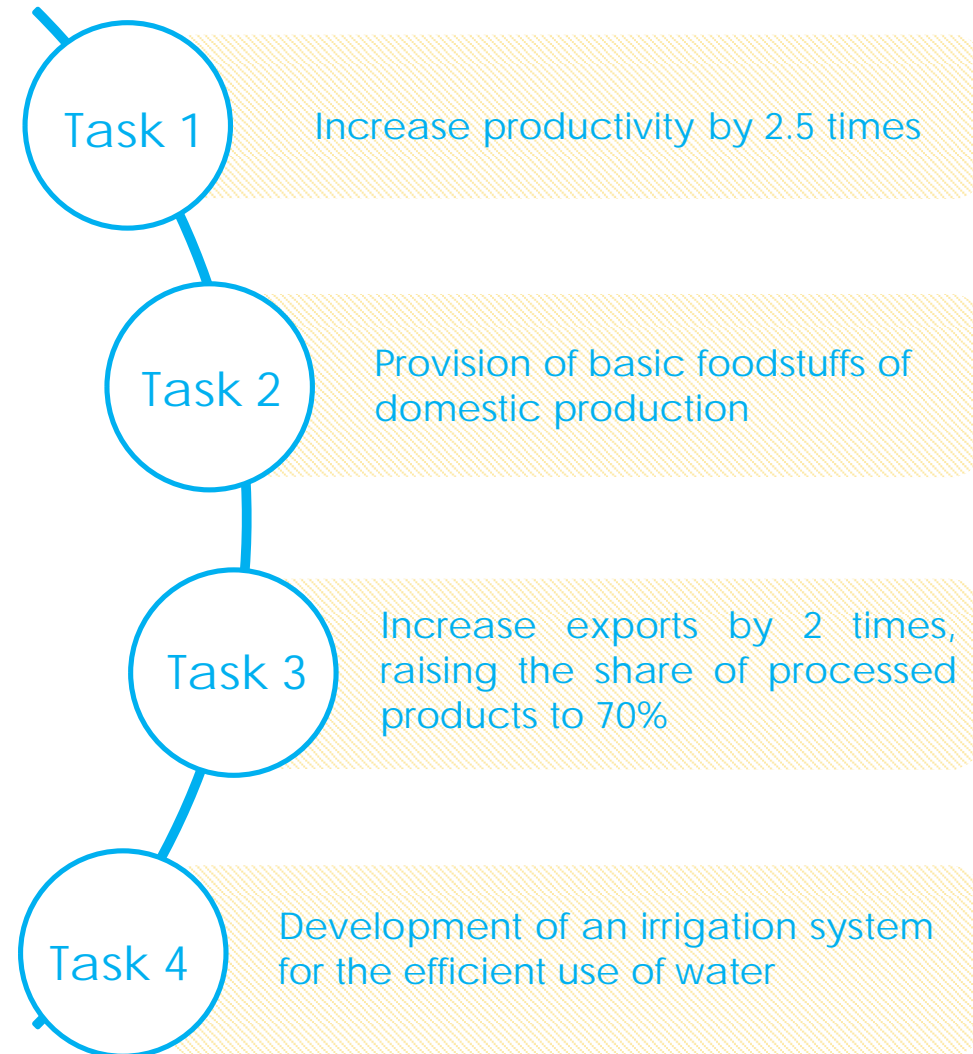 Task 1
Increase productivity by 2.5 times
Task 2
Provision of basic foodstuffs of
domestic production
Task 3
Increase exports by 2 times,
raising the share of processed
products to 70%
Task 4
Development of an irrigation system
for the efficient use of water